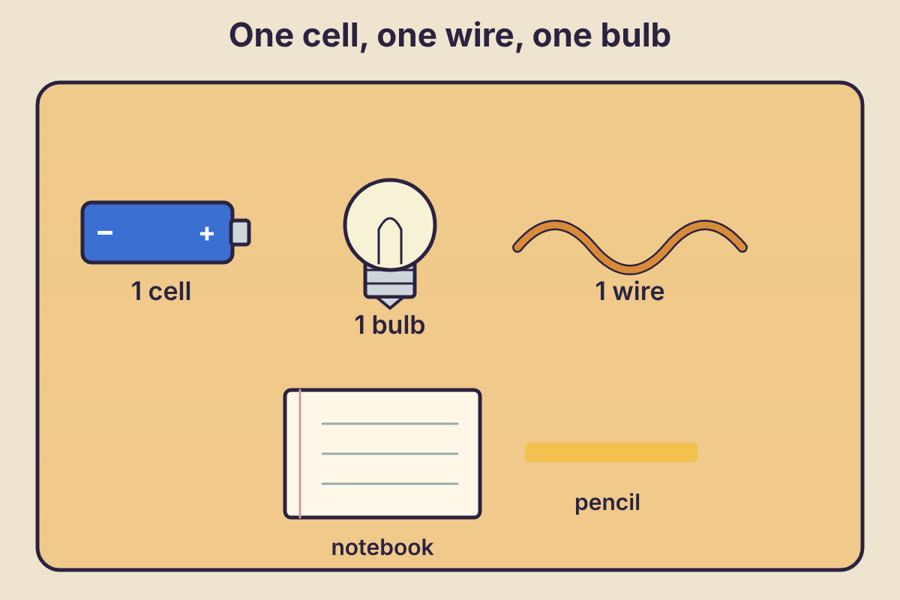 One cell, one wire, one bulb
− +
1 cell
1 bulb
1 wire
notebook
pencil